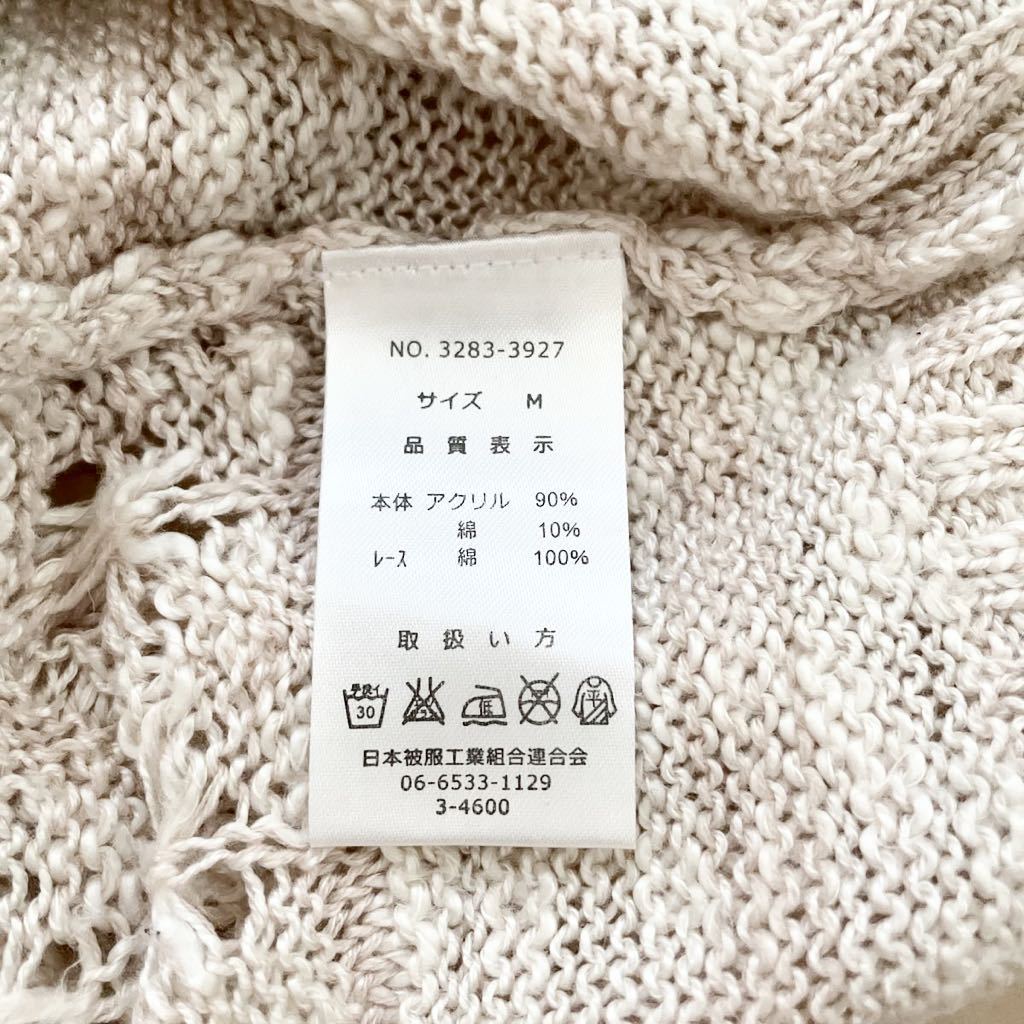 NO. 3283-3927
サイズ M
品質表示
本体 アクリル 90%
綿 10%
レース 綿 100%
取扱い方
手洗イ 30 低 平
日本被服工業組合連合会
06-6533-1129
3-4600